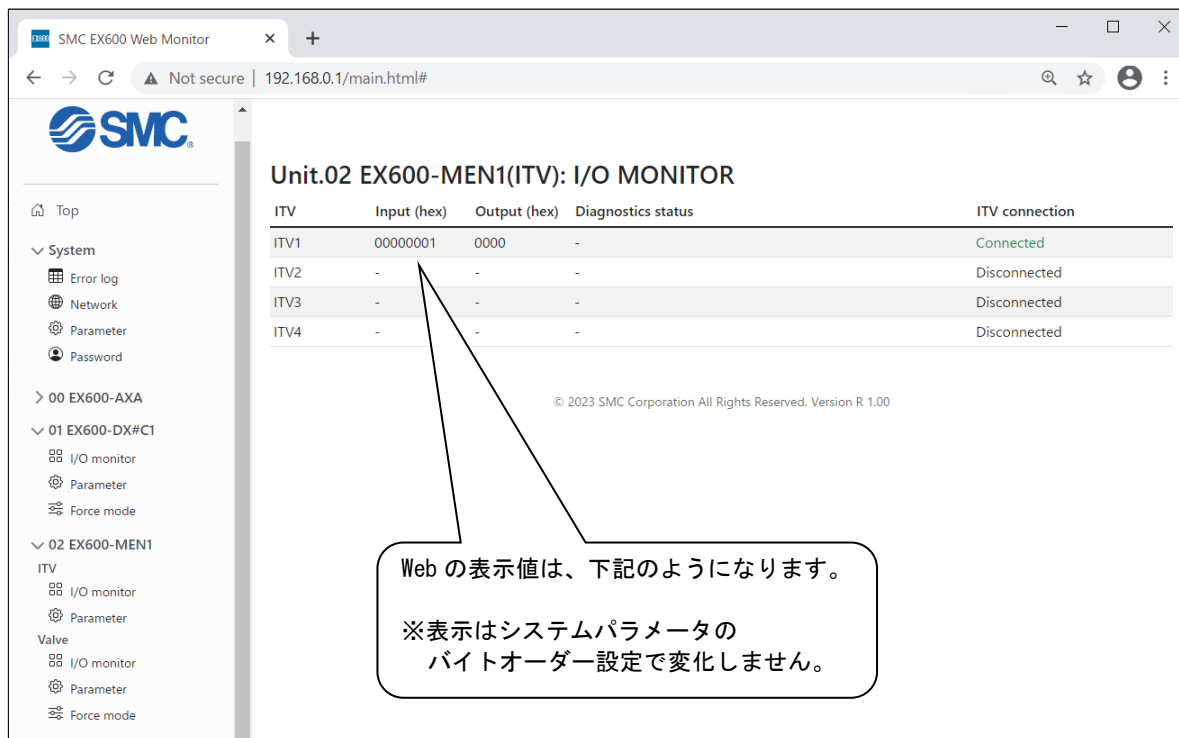 SMC EX600 Web Monitor
Not secure | 192.168.0.1/main.html#
SMC
Top
System
Error log
Network
Parameter
Password
00 EX600-AXA
01 EX600-DX#C1
I/O monitor
Parameter
Force mode
02 EX600-MEN1
ITV
I/O monitor
Parameter
Valve
I/O monitor
Parameter
Force mode
Unit.02 EX600-MEN1(ITV): I/O MONITOR
ITV Input (hex) Output (hex) Diagnostics status ITV connection
ITV1 00000001 0000 - Connected
ITV2 - - - Disconnected
ITV3 - - - Disconnected
ITV4 - - - Disconnected
© 2023 SMC Corporation All Rights Reserved. Version R 1.00
Web の表示値は、下記のようになります。
※表示はシステムパラメータの
バイトオーダー設定で変化しません。